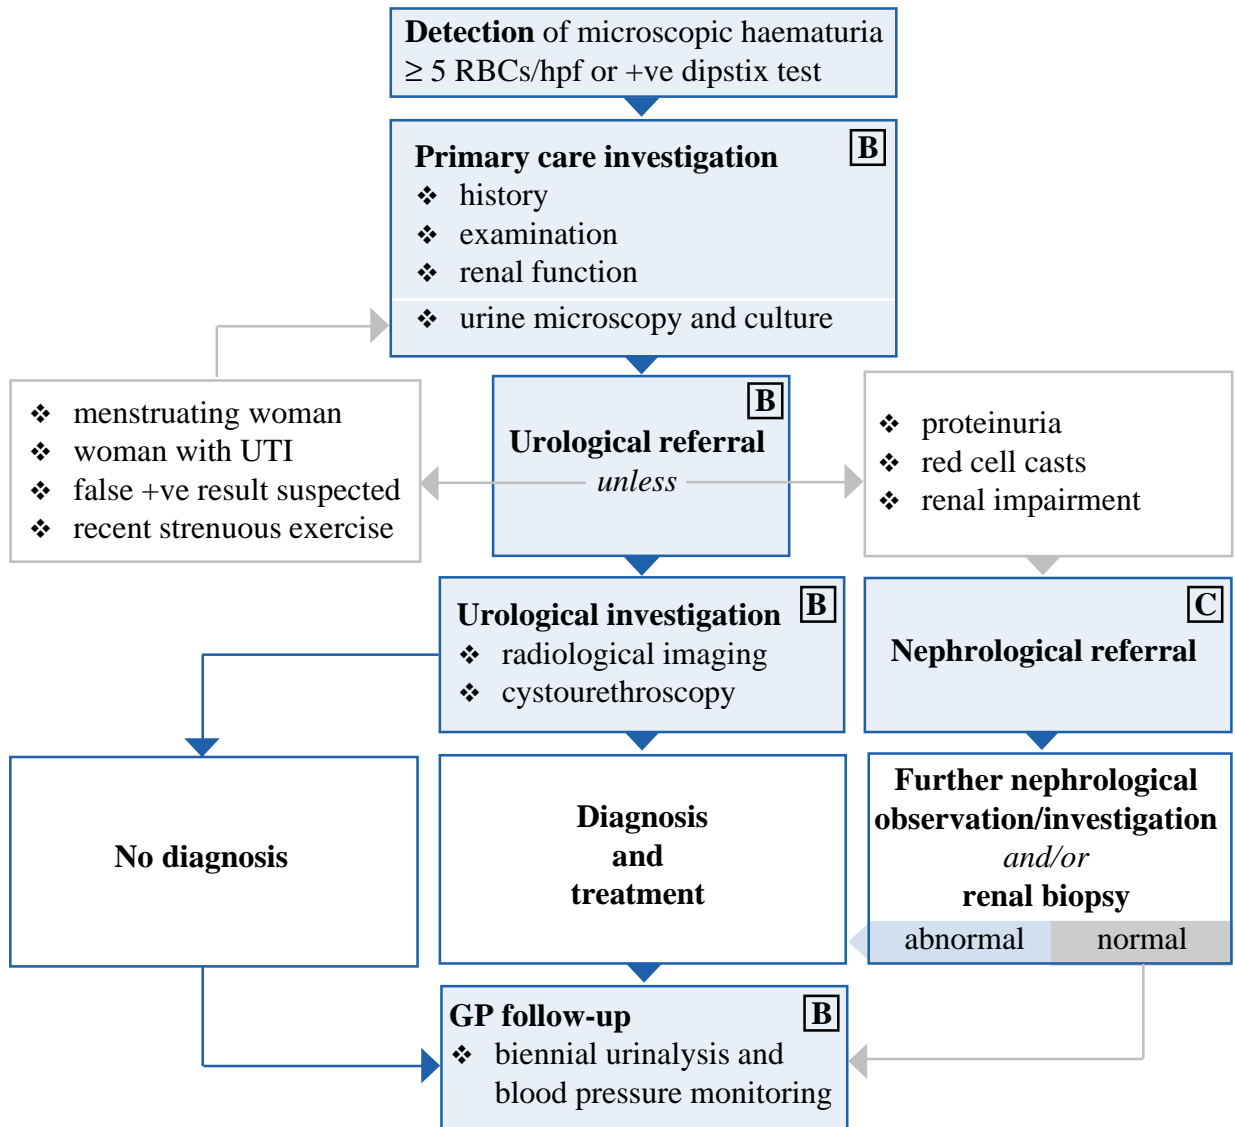 Detection of microscopic haematuria
≥ 5 RBCs/hpf or +ve dipstix test
B
Primary care investigation
❖ history
❖ examination
❖ renal function
❖ urine microscopy and culture
❖ menstruating woman
❖ woman with UTI
❖ false +ve result suspected
❖ recent strenuous exercise
B
Urological referral
unless
❖ proteinuria
❖ red cell casts
❖ renal impairment
B
Urological investigation
❖ radiological imaging
❖ cystourethroscopy
C
Nephrological referral
No diagnosis
Diagnosis
and
treatment
Further nephrological
observation/investigation
and/or
renal biopsy
abnormal
normal
GP follow-up
B
❖ biennial urinalysis and
blood pressure monitoring